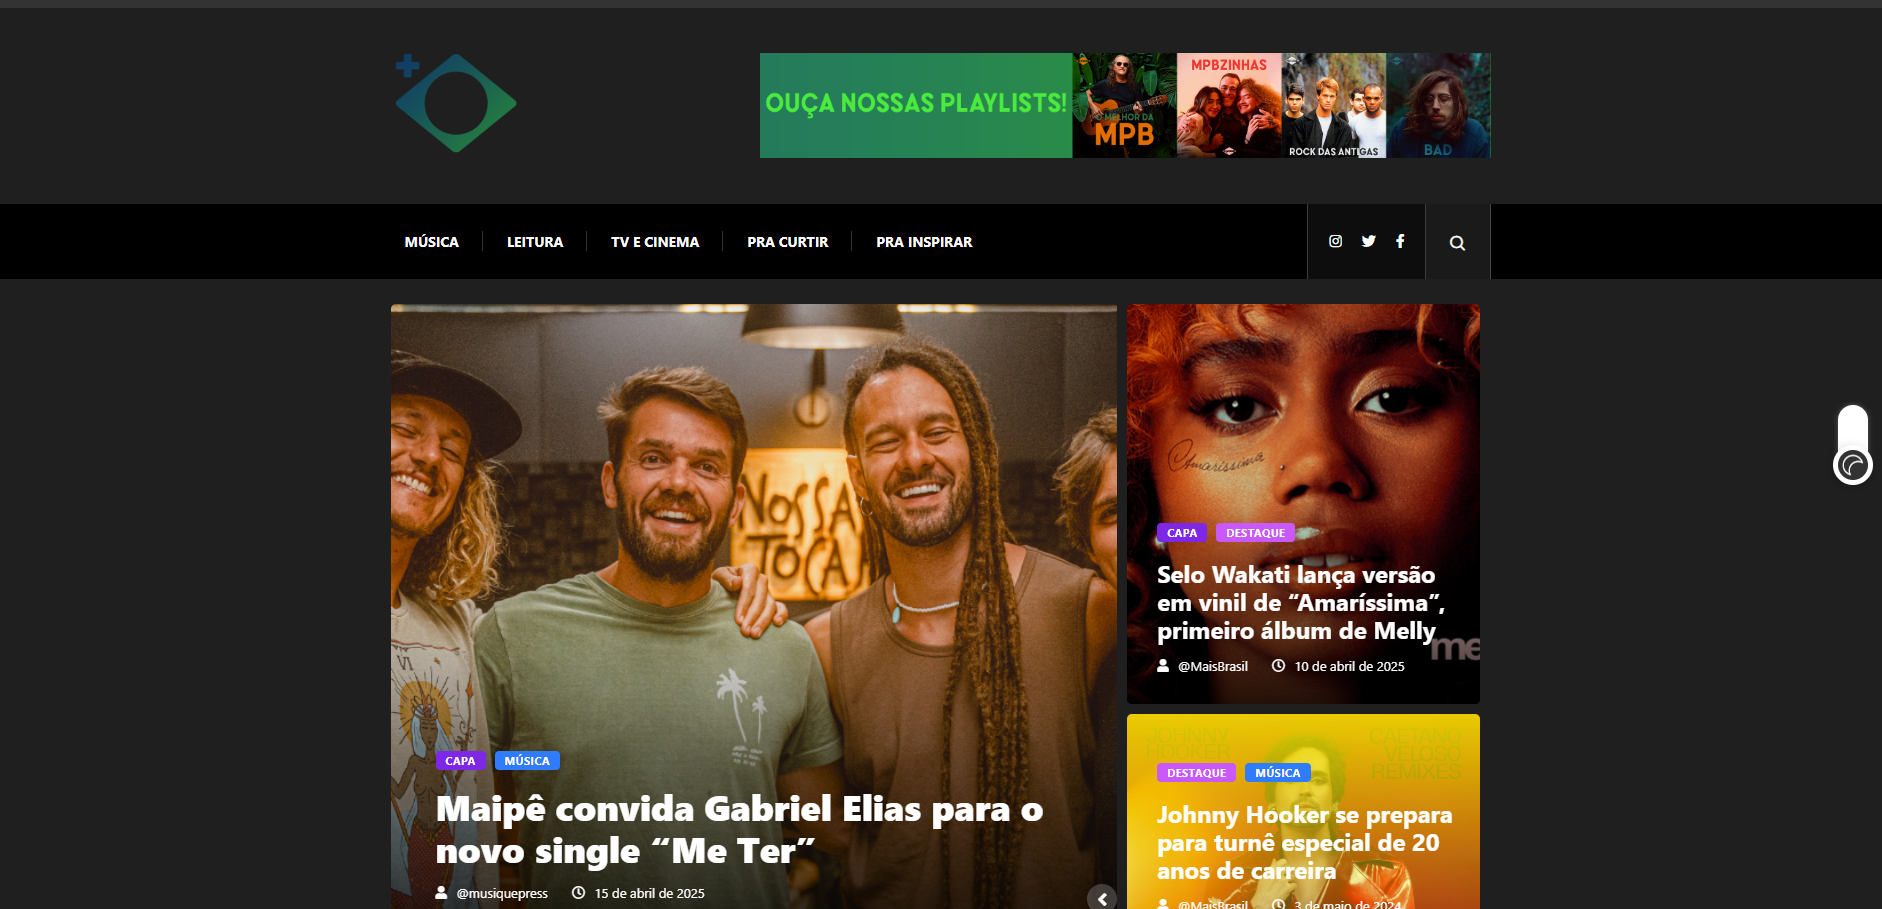 OUÇA NOSSAS PLAYLISTS!
O MELHOR DA
MPB
MPBZINHAS
ROCK DAS ANTIGAS
BAD
MÚSICA
LEITURA
TV E CINEMA
PRA CURTIR
PRA INSPIRAR
NOSSA
TOCA
VI
CAPA
MÚSICA
Maipê convida Gabriel Elias para o
novo single “Me Ter”
@musiquepress
15 de abril de 2025
Amaríssima
CAPA
DESTAQUE
Selo Wakati lança versão
em vinil de “Amaríssima”,
primeiro álbum de Melly
me
@MaisBrasil
10 de abril de 2025
JOHNNY
HOOKER
CAETANO
VELOSO
REMIXES
DESTAQUE
MÚSICA
Johnny Hooker se prepara
para turnê especial de 20
anos de carreira
@MaisBrasil
3 de maio de 2024